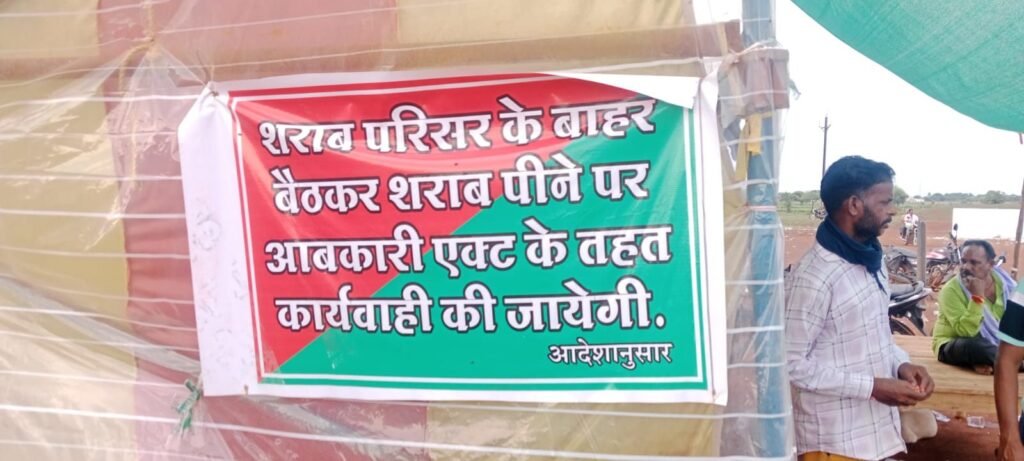 शराब परिसर के बाहर
बैठकर शराब पीने पर
आबकारी एक्ट के तहत
कार्यवाही की जायेगी.
आदेशानुसार